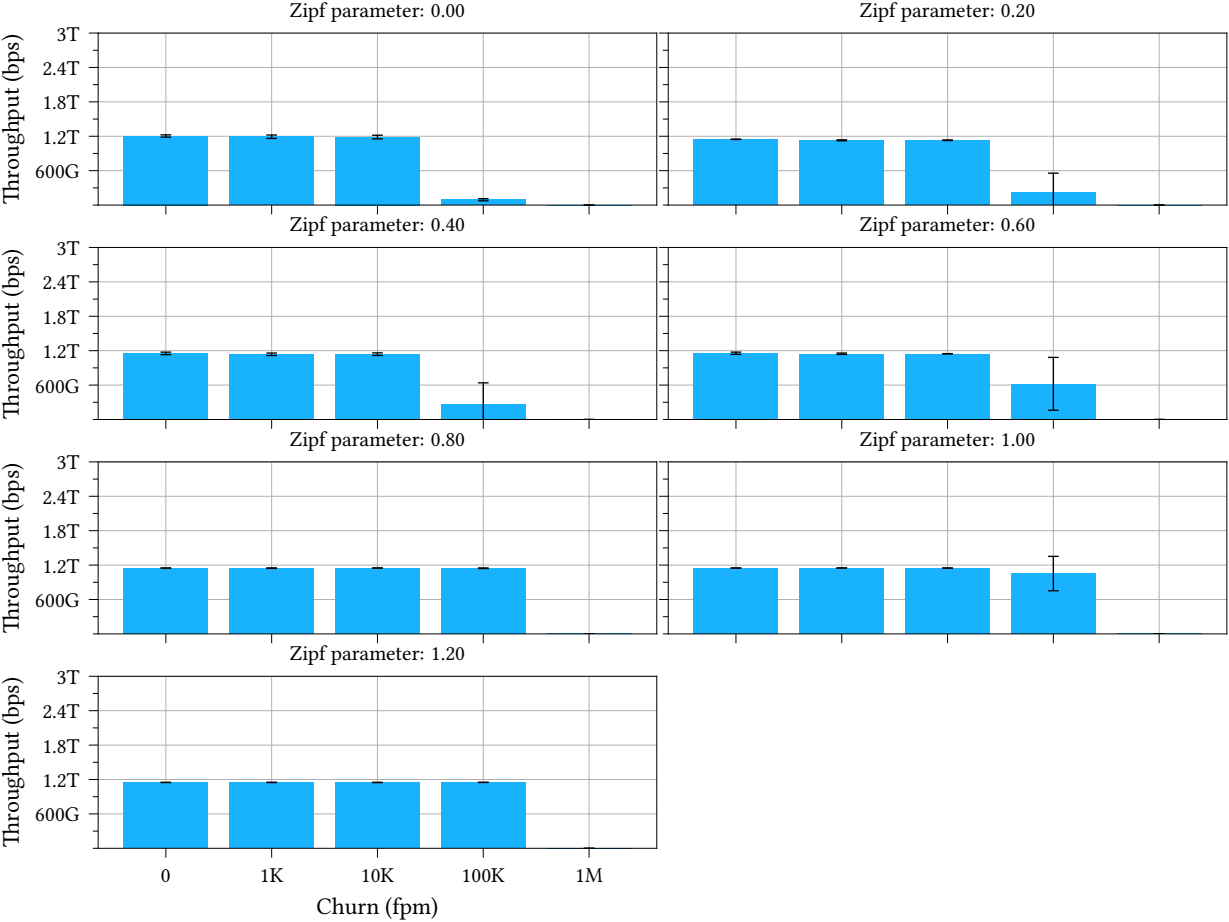 Zipf parameter: 0.00
Zipf parameter: 0.20
Throughput (bps)
3T
2.4T
1.8T
1.2T
600G
Zipf parameter: 0.40
Zipf parameter: 0.60
Throughput (bps)
3T
2.4T
1.8T
1.2T
600G
Zipf parameter: 0.80
Zipf parameter: 1.00
Throughput (bps)
3T
2.4T
1.8T
1.2T
600G
Zipf parameter: 1.20
Throughput (bps)
3T
2.4T
1.8T
1.2T
600G
0 1K 10K 100K 1M
Churn (fpm)